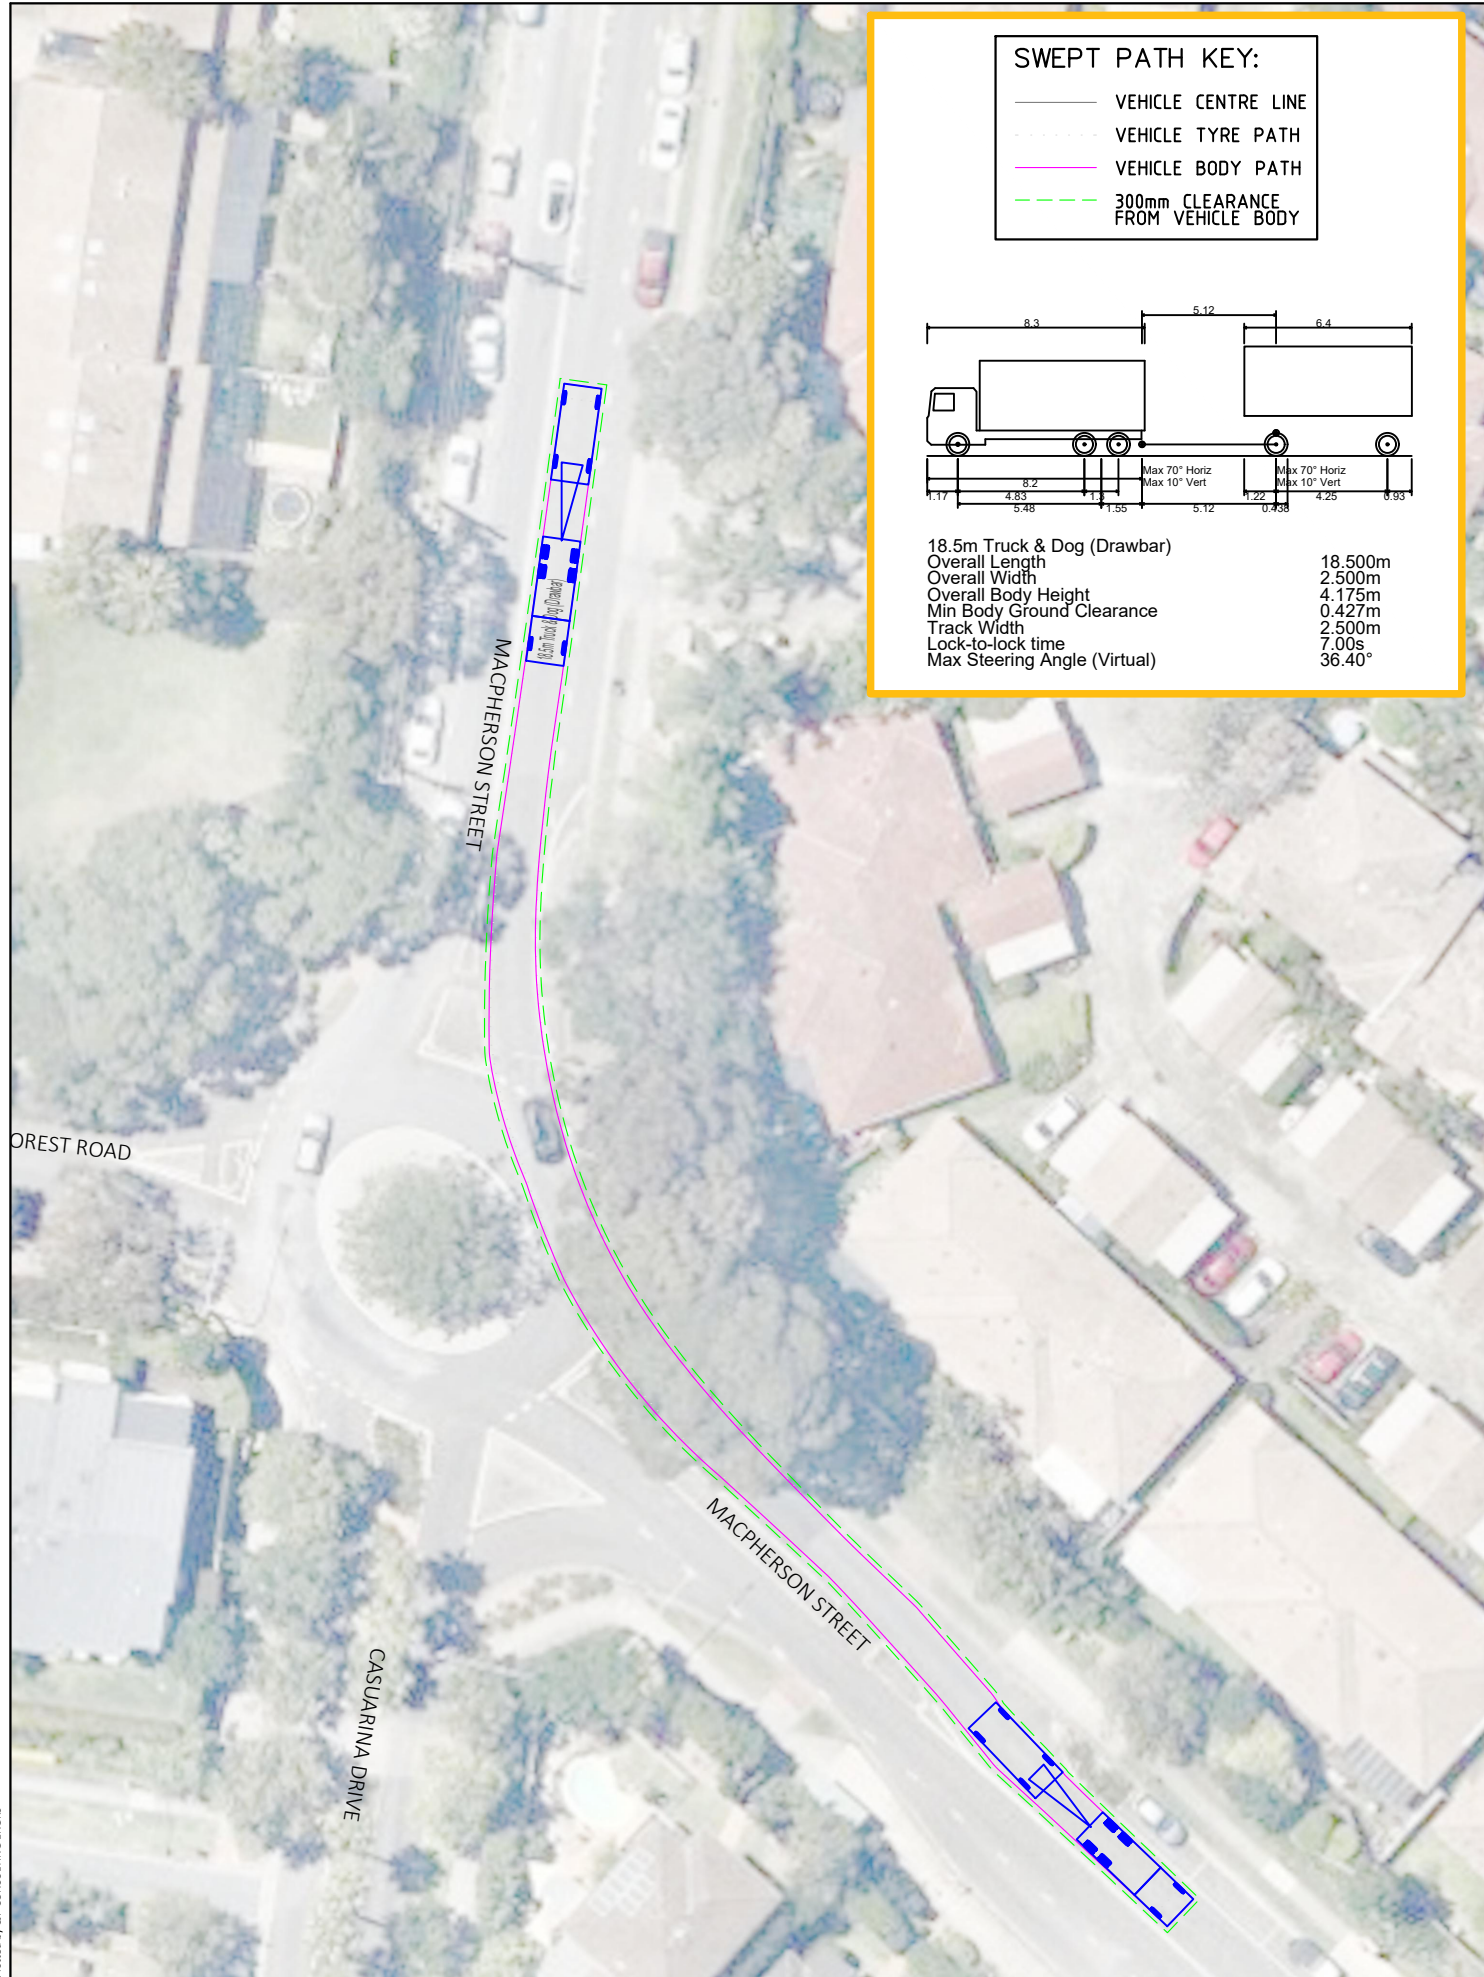 SWEPT PATH KEY:
VEHICLE CENTRE LINE
VEHICLE TYRE PATH
VEHICLE BODY PATH
300mm CLEARANCE
FROM VEHICLE BODY
5.12
8.3
6.4
Max 70° Horiz
Max 10° Vert
Max 70° Horiz
Max 10° Vert
8.2
1.17
4.83
1.3
1.22
4.25
0.93
5.48
1.55
5.12
0.438
18.5m Truck & Dog (Drawbar)
Overall Length 18.500m
Overall Width 2.500m
Overall Body Height 4.175m
Min Body Ground Clearance 0.427m
Track Width 2.500m
Lock-to-lock time 7.00s
Max Steering Angle (Virtual) 36.40°
18.5m Truck & Dog (Drawbar)
MACPHERSON STREET
OREST ROAD
MACPHERSON STREET
CASUARINA DRIVE